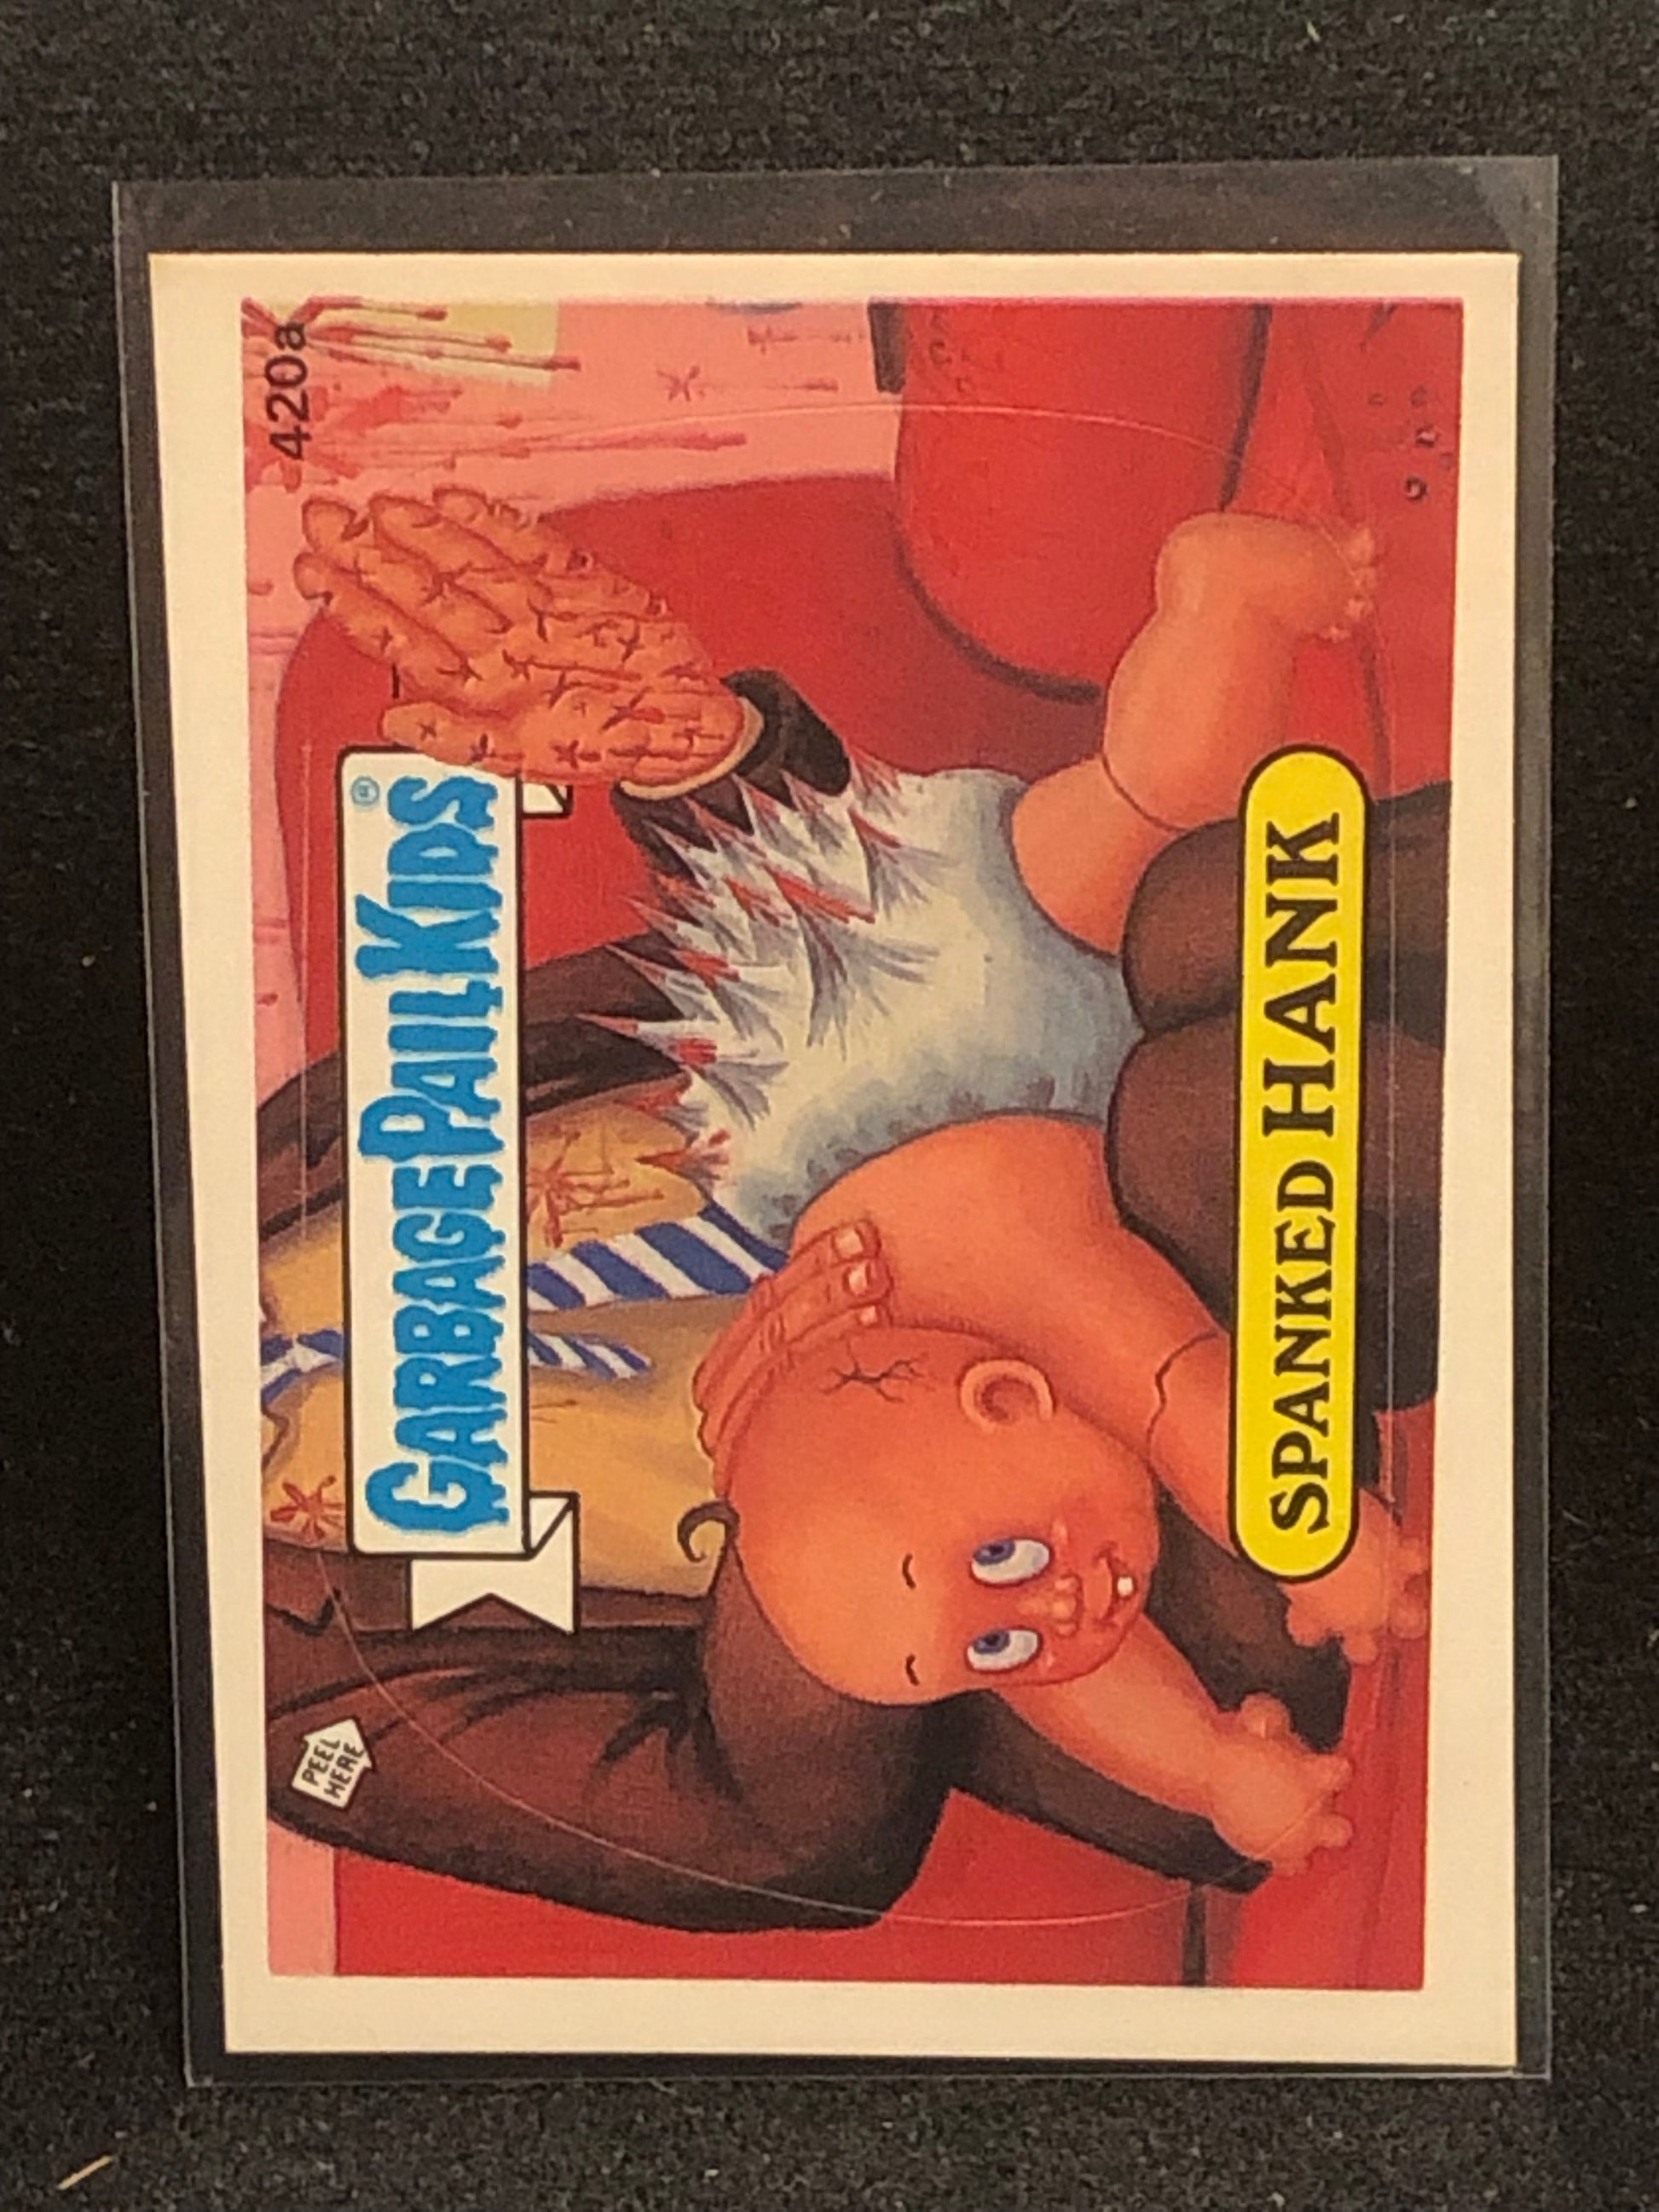 420a
GARBAGE PAIL KIDS®
PEEL
HERE
SPANKED HANK